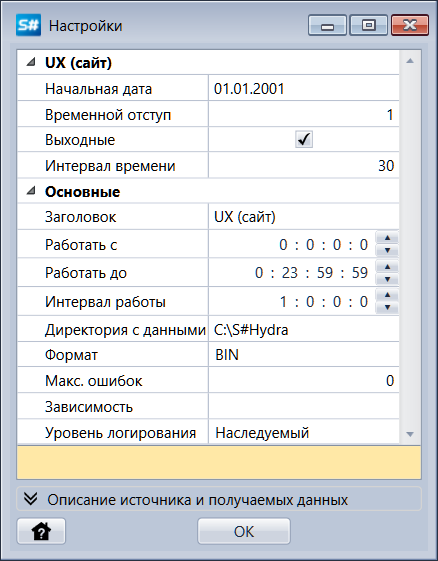 S# Настройки
UX (сайт)
Начальная дата 01.01.2001
Временной отступ 1
Выходные
Интервал времени 30
Основные
Заголовок UX (сайт)
Работать с 0 : 0 : 0 : 0
Работать до 0 : 23 : 59 : 59
Интервал работы 1 : 0 : 0 : 0
Директория с данными C:\S#Hydra
Формат BIN
Макс. ошибок 0
Зависимость
Уровень логирования Наследуемый
Описание источника и получаемых данных
? OK